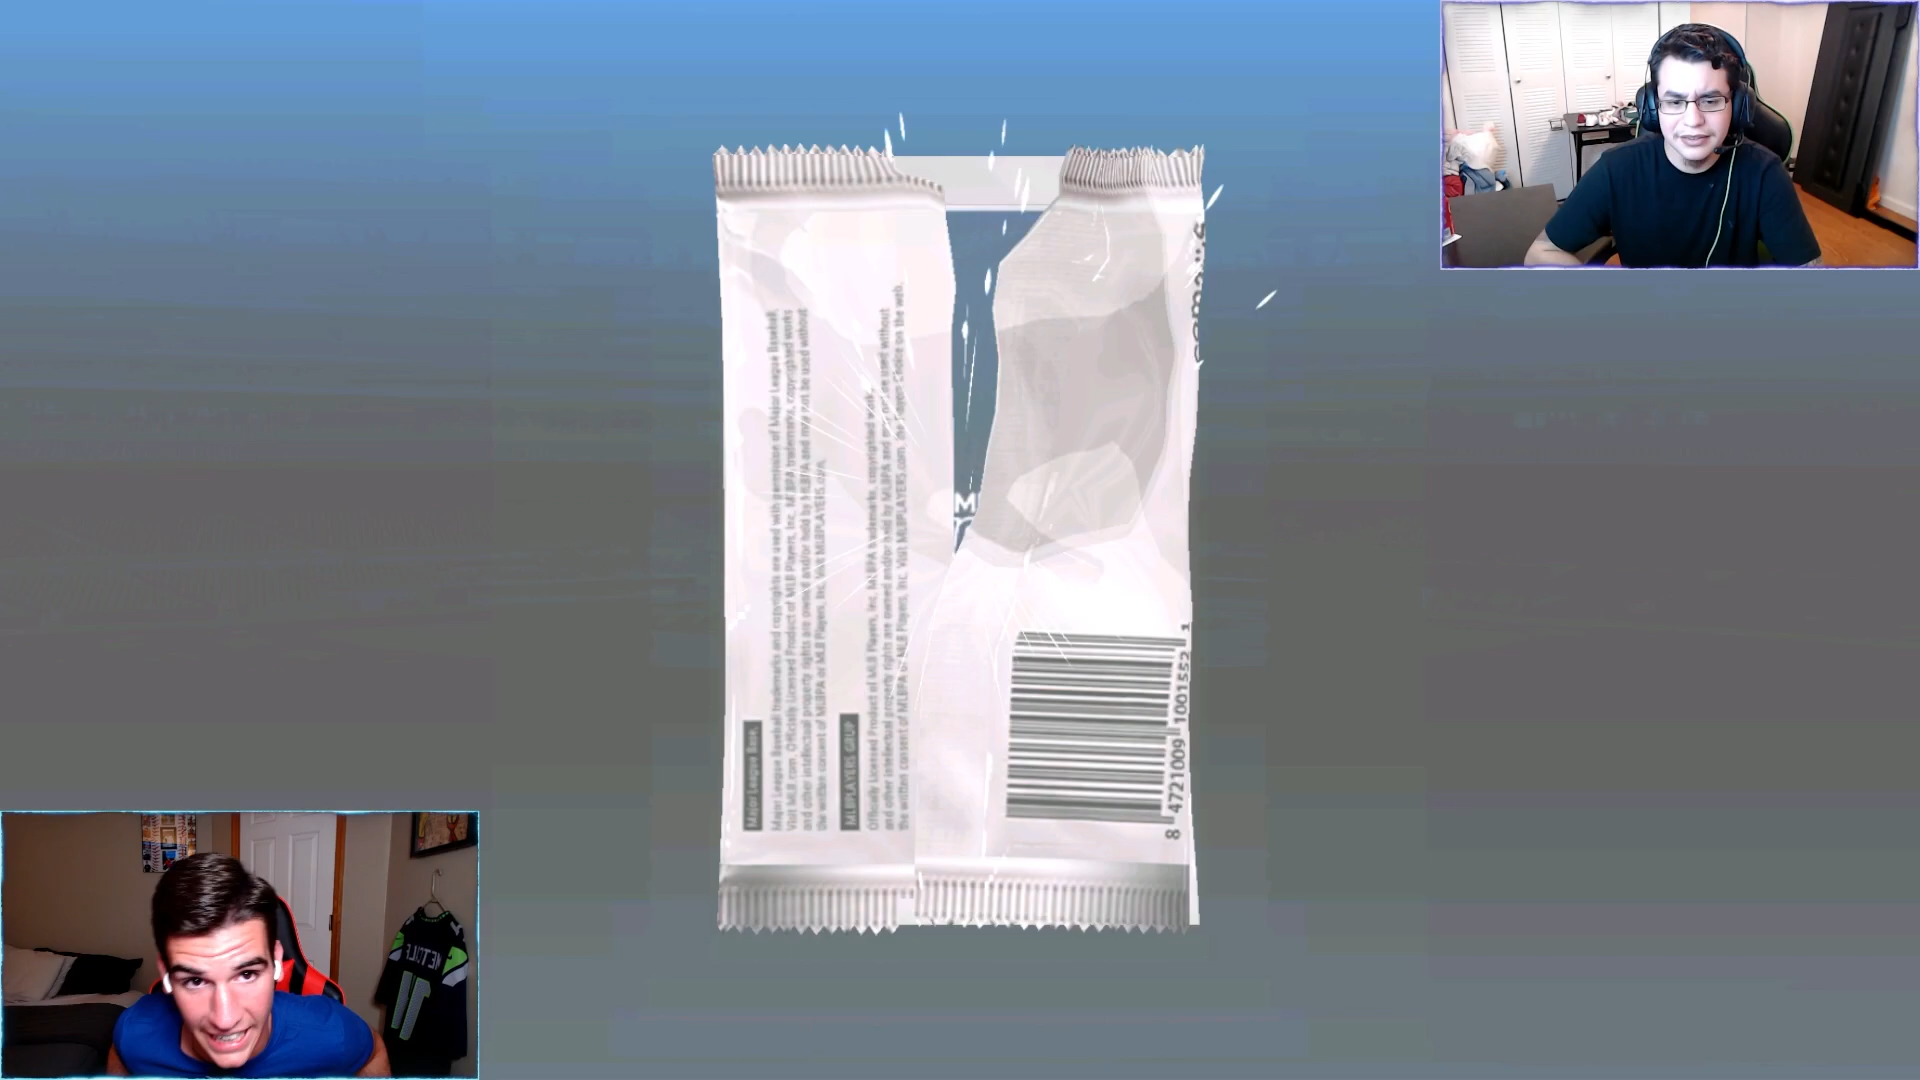 Major League Base.
Major League Baseball trademarks and copyrights are used with permission of Major League Baseball.
Visit MLB.com. Officially Licensed Product of MLB Players, Inc. MLBPA trademarks, copyrighted works
and other intellectual property rights are owned and/or held by MLBPA and may not be used without
the written consent of MLBPA or MLB Players, Inc. Visit MLBPLAYERS.com
MLBPLAYERS GRUP
Officially Licensed Product of MLB Players, Inc. MLBPA trademarks, copyrighted work
and other intellectual property rights are owned and/or held by MLBPA and may not be used without
the written consent of MLBPA or MLB Players, Inc. Visit MLBPLAYERS.com, the Players Choice on the web.
M
8 4721009 1001552 1
METCLF